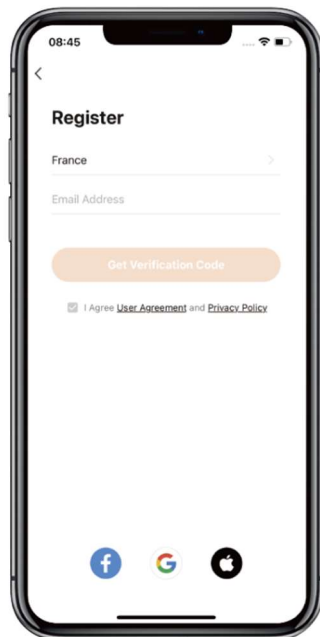 08:45
Register
France
Email Address
Get Verification Code
I Agree User Agreement and Privacy Policy